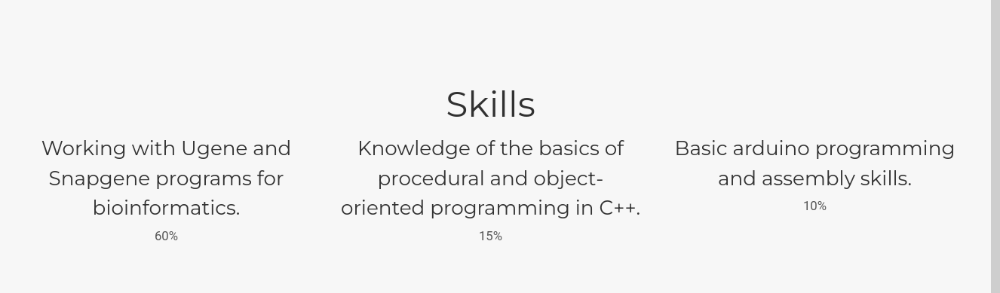 Skills
Working with Ugene and
Snapgene programs for
bioinformatics.
60%
Knowledge of the basics of
procedural and object-
oriented programming in C++.
15%
Basic arduino programming
and assembly skills.
10%